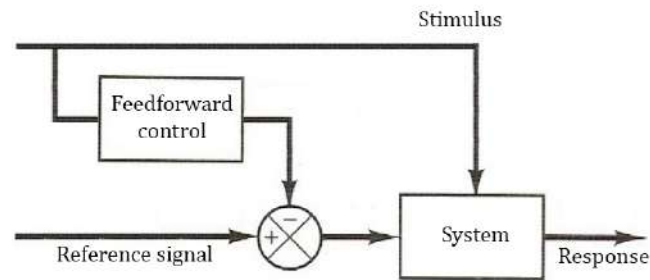 Stimulus
Feedforward
control
−
+
Reference signal
System
Response